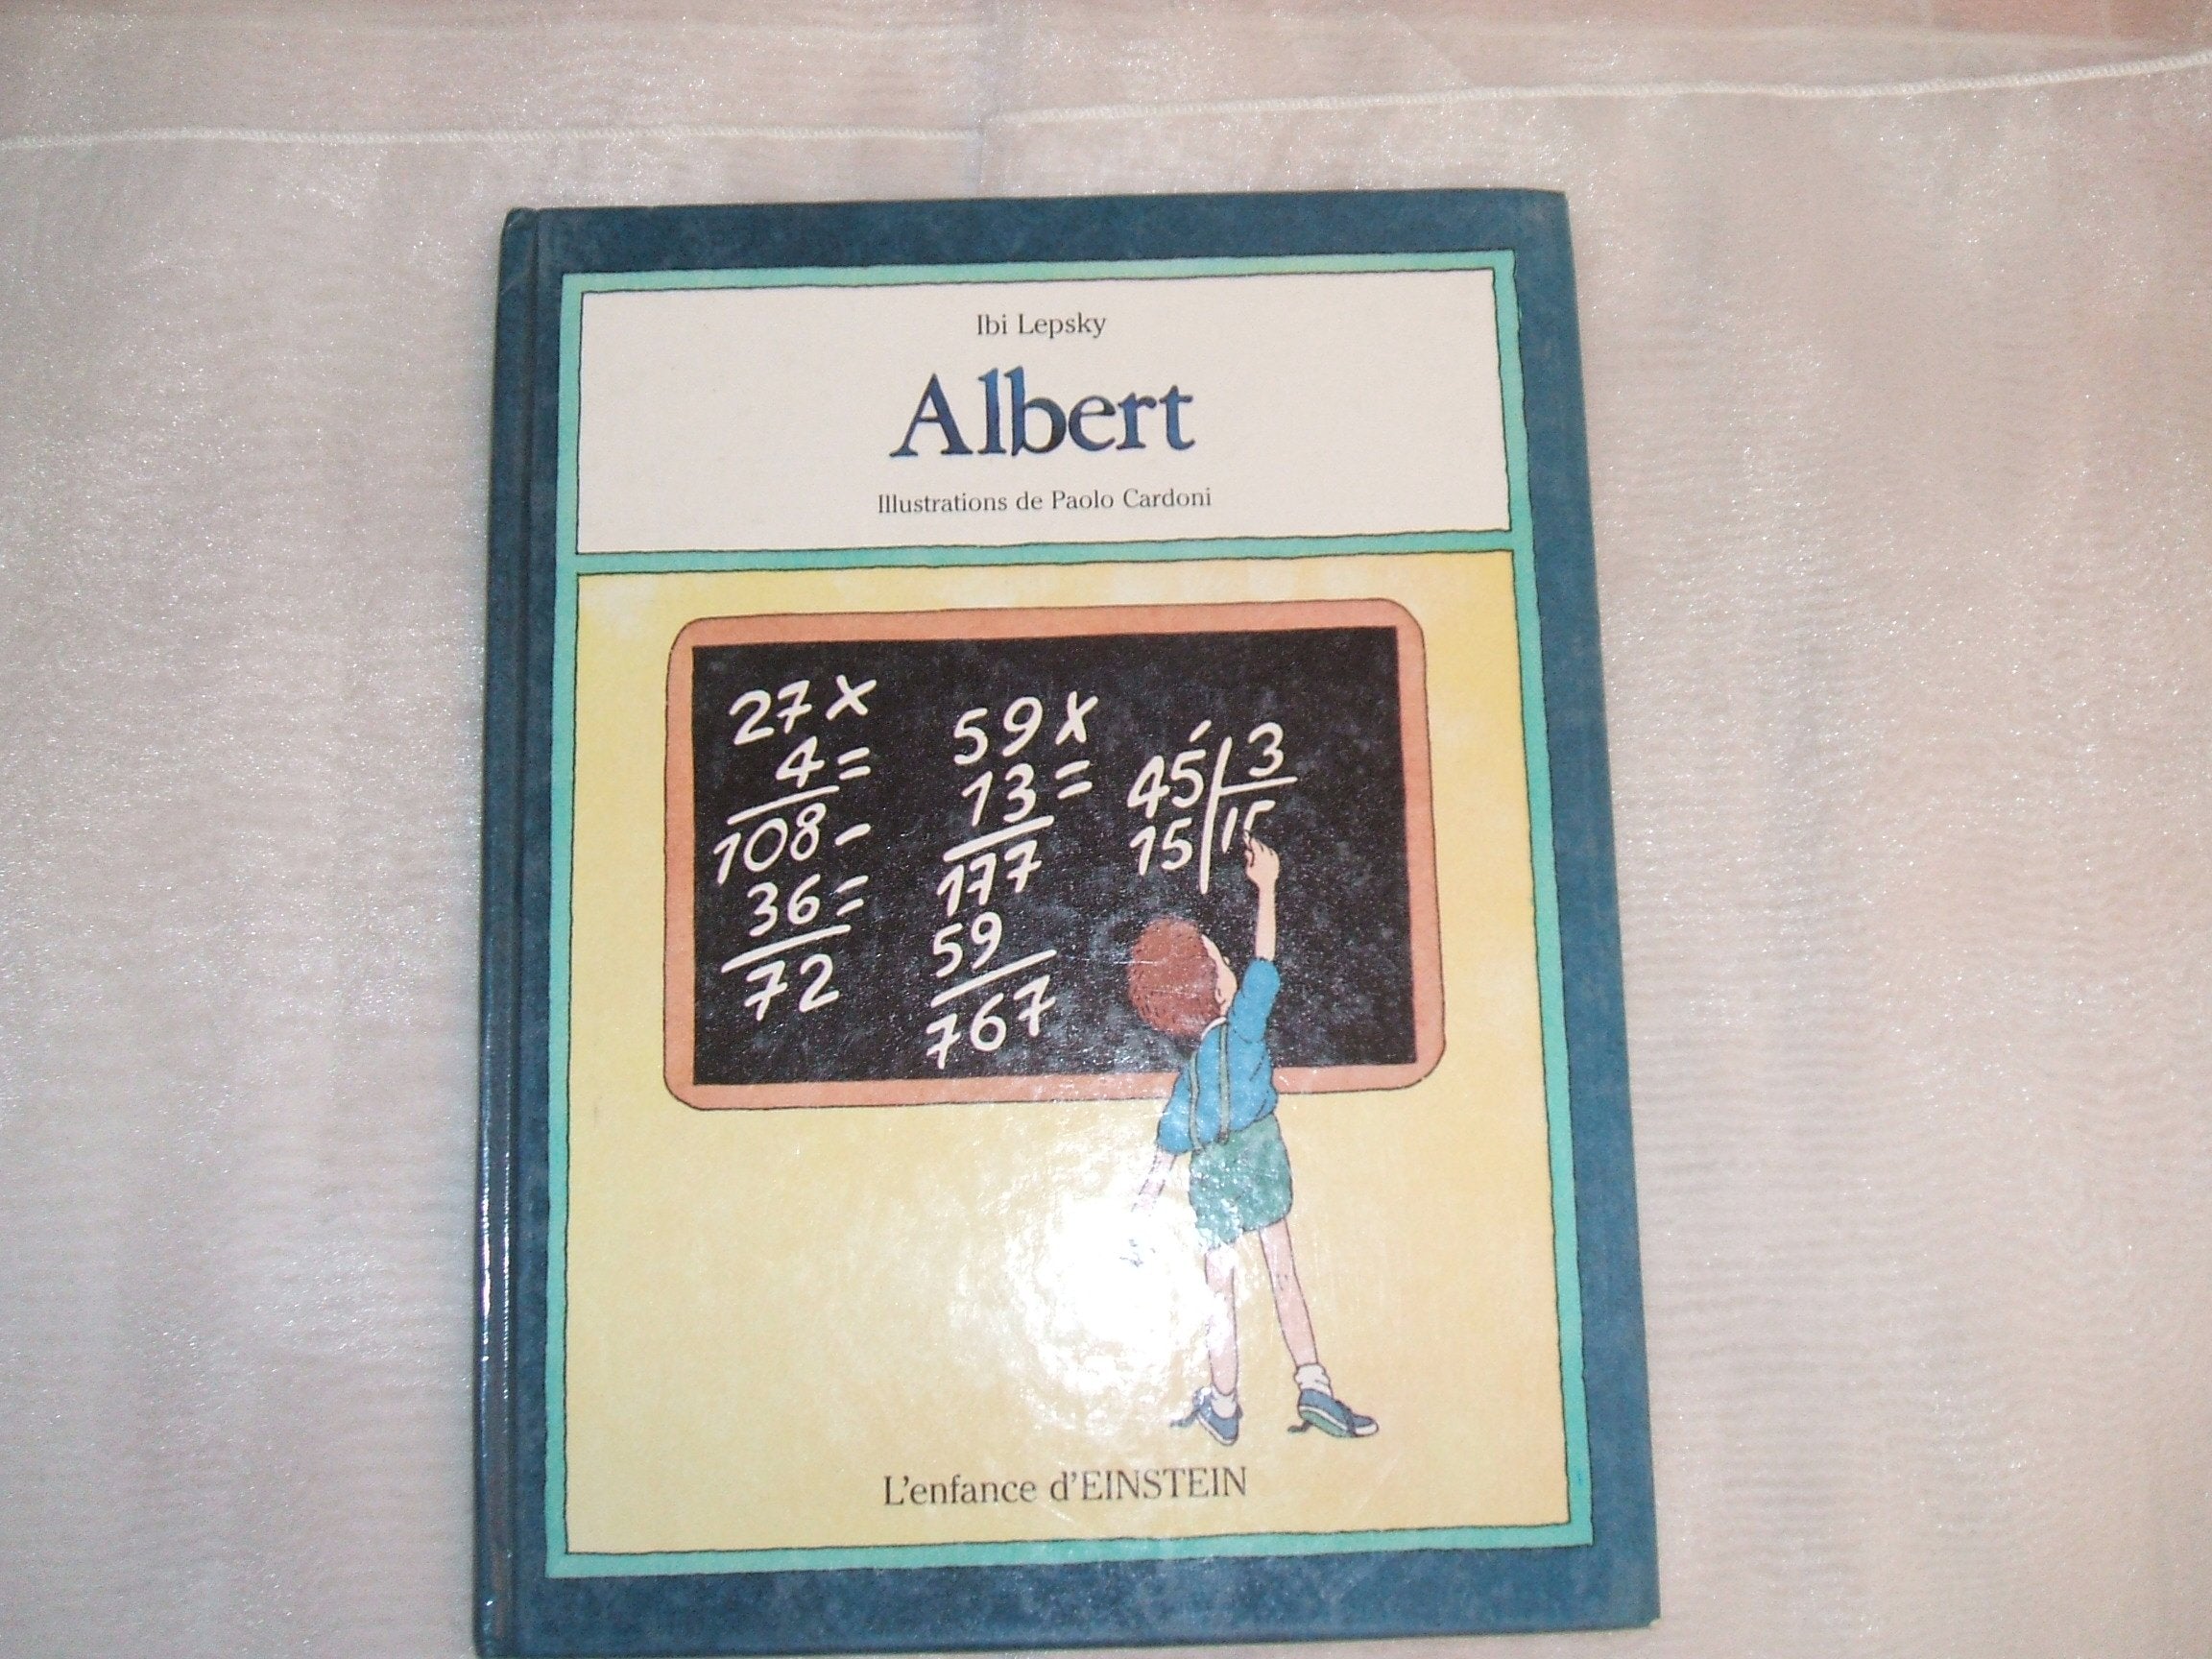 Ibi Lepsky
Albert
Illustrations de Paolo Cardoni
27 x
4 =
108 -
36 =
72
59 x
13 =
177
59
767
45 3
15 15
L'enfance d'EINSTEIN